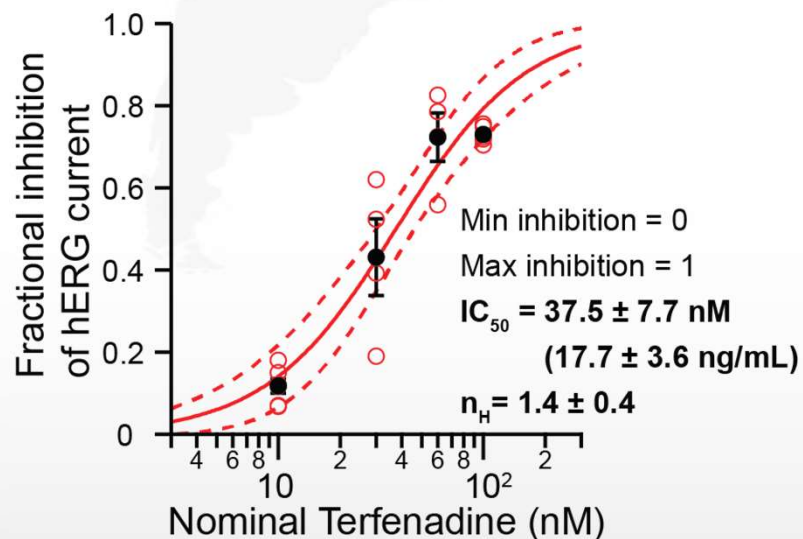 Fractional inhibition
of hERG current
1.0
0.8
0.6
0.4
0.2
0
Min inhibition = 0
Max inhibition = 1
IC50 = 37.5 ± 7.7 nM
(17.7 ± 3.6 ng/mL)
nH= 1.4 ± 0.4
4 6 8 2 4 6 8 2
10 10²
Nominal Terfenadine (nM)